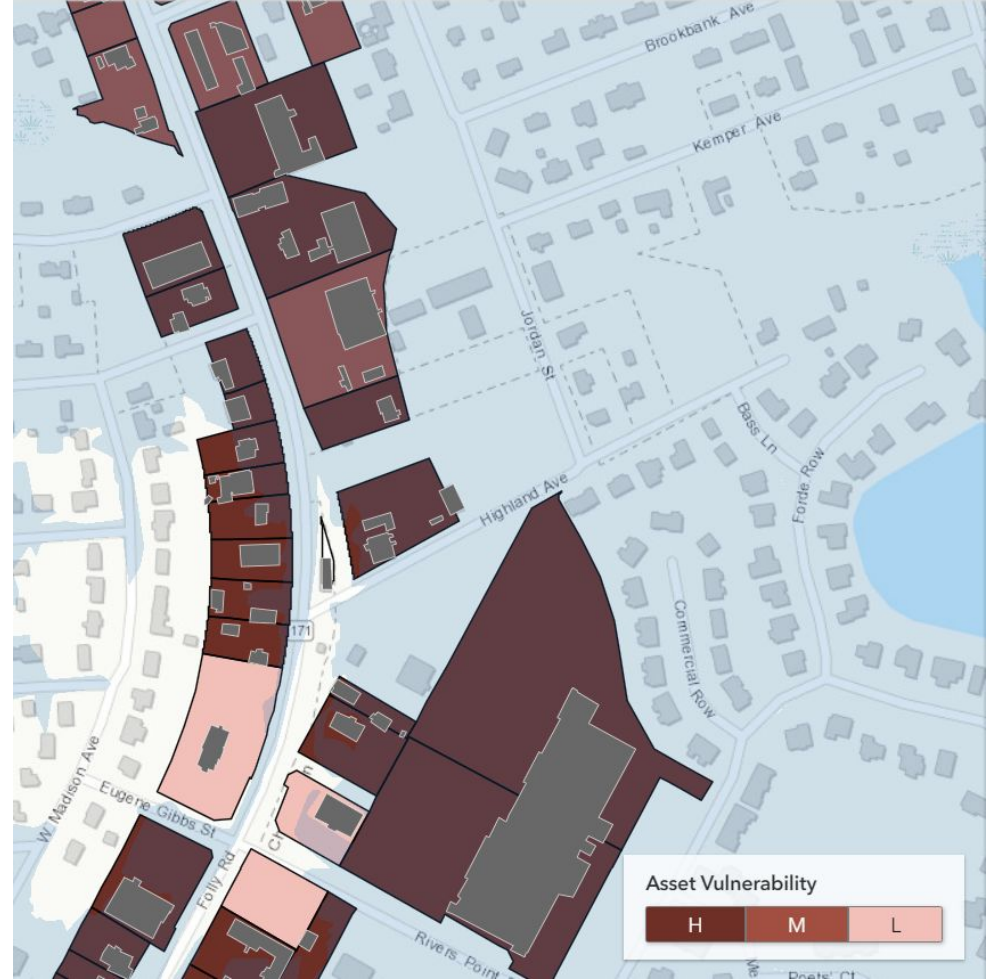 Brookbank Ave
Kemper Ave
Jordan St
Bass Ln
Forde Row
Highland Ave
171
Commercial Row
W Madison Ave
Eugene Gibbs St
Folly Rd
Rivers Point
Asset Vulnerability
H M L
Poets' Ct